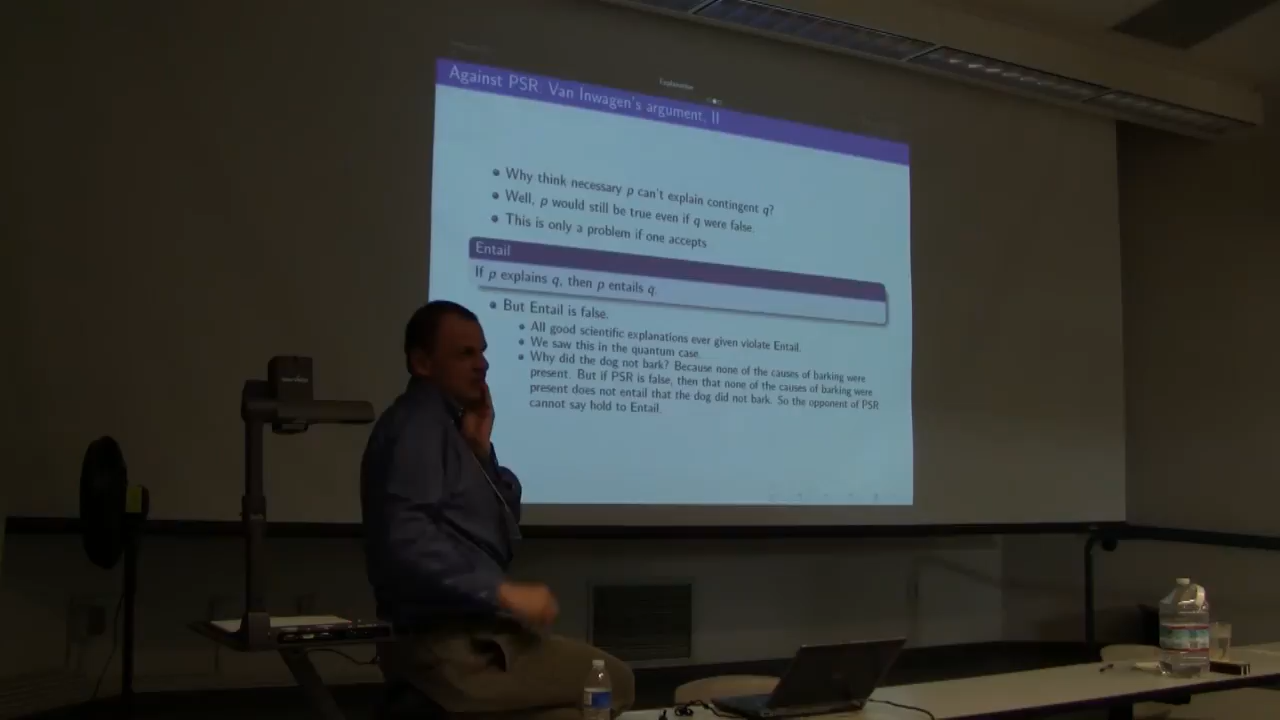 Explanation
Against PSR: Van Inwagen's argument, II
Why think necessary p can't explain contingent q?
Well, p would still be true even if q were false.
This is only a problem if one accepts
Entail
If p explains q, then p entails q.
But Entail is false.
All good scientific explanations ever given violate Entail.
We saw this in the quantum case.
Why did the dog not bark? Because none of the causes of barking were
present. But if PSR is false, then that none of the causes of barking were
present does not entail that the dog did not bark. So the opponent of PSR
cannot say hold to Entail.